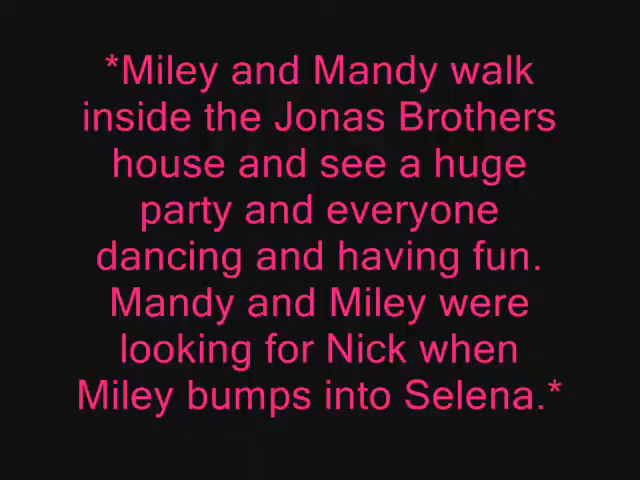 *Miley and Mandy walk
inside the Jonas Brothers
house and see a huge
party and everyone
dancing and having fun.
Mandy and Miley were
looking for Nick when
Miley bumps into Selena.*